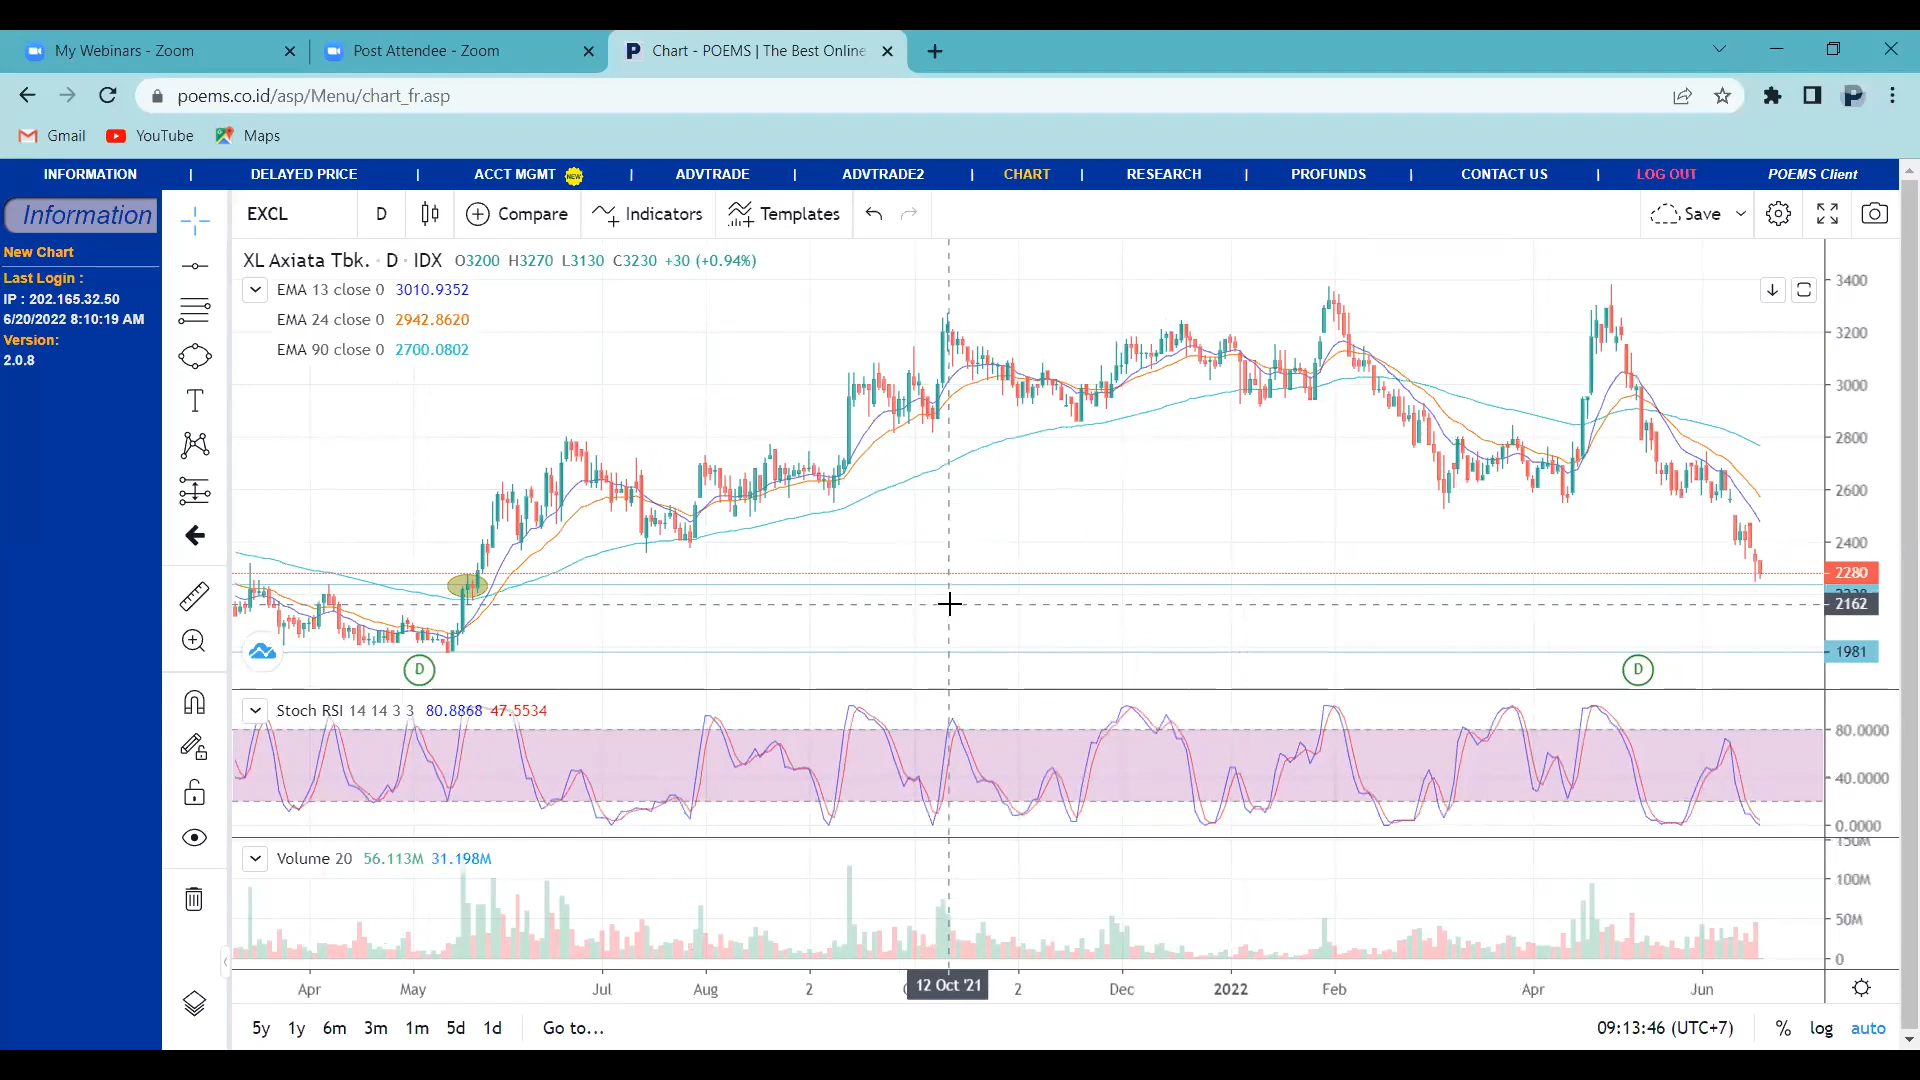 My Webinars - Zoom
Post Attendee - Zoom
Chart - POEMS | The Best Online
poems.co.id/asp/Menu/chart_fr.asp
Gmail
YouTube
Maps
INFORMATION | DELAYED PRICE | ACCT MGMT NEW | ADVTRADE | ADVTRADE2 | CHART | RESEARCH | PROFUNDS | CONTACT US | LOG OUT POEMS Client
Information
New Chart
Last Login :
IP : 202.165.32.50
6/20/2022 8:10:19 AM
Version:
2.0.8
EXCL D Compare Indicators Templates Save
XL Axiata Tbk. · D · IDX O3200 H3270 L3130 C3230 +30 (+0.94%)
EMA 13 close 0 3010.9352
EMA 24 close 0 2942.8620
EMA 90 close 0 2700.0802
3400
3200
3000
2800
2600
2400
2280
2162
1981
D
D
Stoch RSI 14 14 3 3 80.8868 47.5534
80.0000
40.0000
0.0000
Volume 20 56.113M 31.198M
150M
100M
50M
0
Apr May Jul Aug 2 12 Oct '21 2 Dec 2022 Feb Apr Jun
5y 1y 6m 3m 1m 5d 1d Go to... 09:13:46 (UTC+7) % log auto